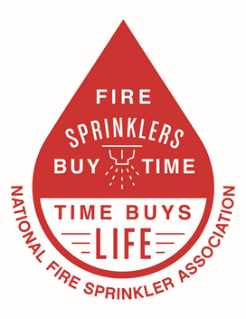 FIRE
SPRINKLERS
BUY TIME
TIME BUYS
LIFE
NATIONAL FIRE SPRINKLER ASSOCIATION